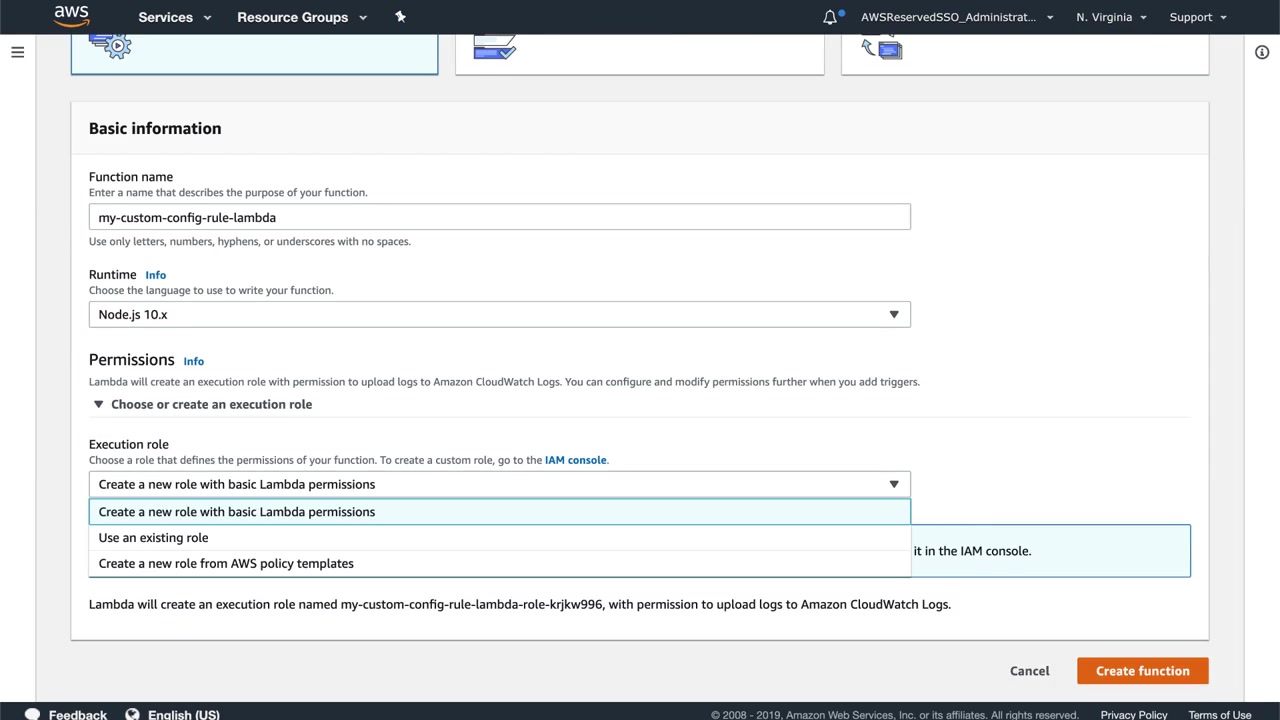 aws Services Resource Groups AWSReservedSSO_Administrat... N. Virginia Support
Basic information
Function name
Enter a name that describes the purpose of your function.
my-custom-config-rule-lambda
Use only letters, numbers, hyphens, or underscores with no spaces.
Runtime Info
Choose the language to use to write your function.
Node.js 10.x
Permissions Info
Lambda will create an execution role with permission to upload logs to Amazon CloudWatch Logs. You can configure and modify permissions further when you add triggers.
Choose or create an execution role
Execution role
Choose a role that defines the permissions of your function. To create a custom role, go to the IAM console.
Create a new role with basic Lambda permissions
Create a new role with basic Lambda permissions
Use an existing role
it in the IAM console.
Create a new role from AWS policy templates
Lambda will create an execution role named my-custom-config-rule-lambda-role-krjkw996, with permission to upload logs to Amazon CloudWatch Logs.
Cancel Create function
Feedback English (US) © 2008 - 2019, Amazon Web Services, Inc. or its affiliates. All rights reserved. Privacy Policy Terms of Use